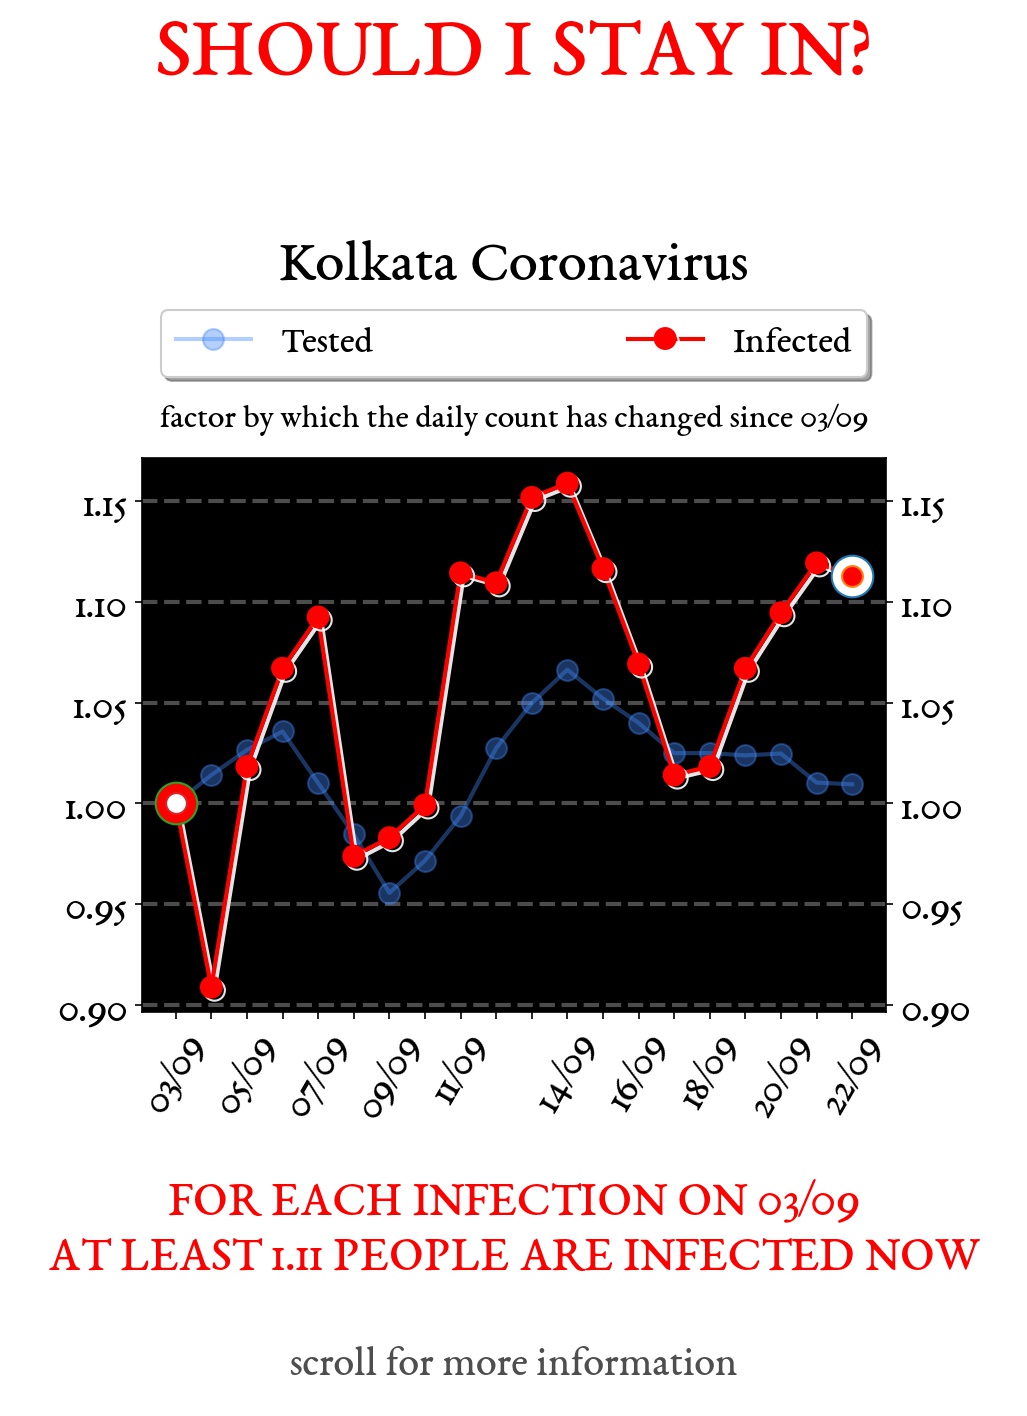 SHOULD I STAY IN?
Kolkata Coronavirus
Tested Infected
factor by which the daily count has changed since 03/09
1.15 1.15
1.10 1.10
1.05 1.05
1.00 1.00
0.95 0.95
0.90 0.90
03/09 05/09 07/09 09/09 11/09 14/09 16/09 18/09 20/09 22/09
FOR EACH INFECTION ON 03/09
AT LEAST 1.11 PEOPLE ARE INFECTED NOW
scroll for more information